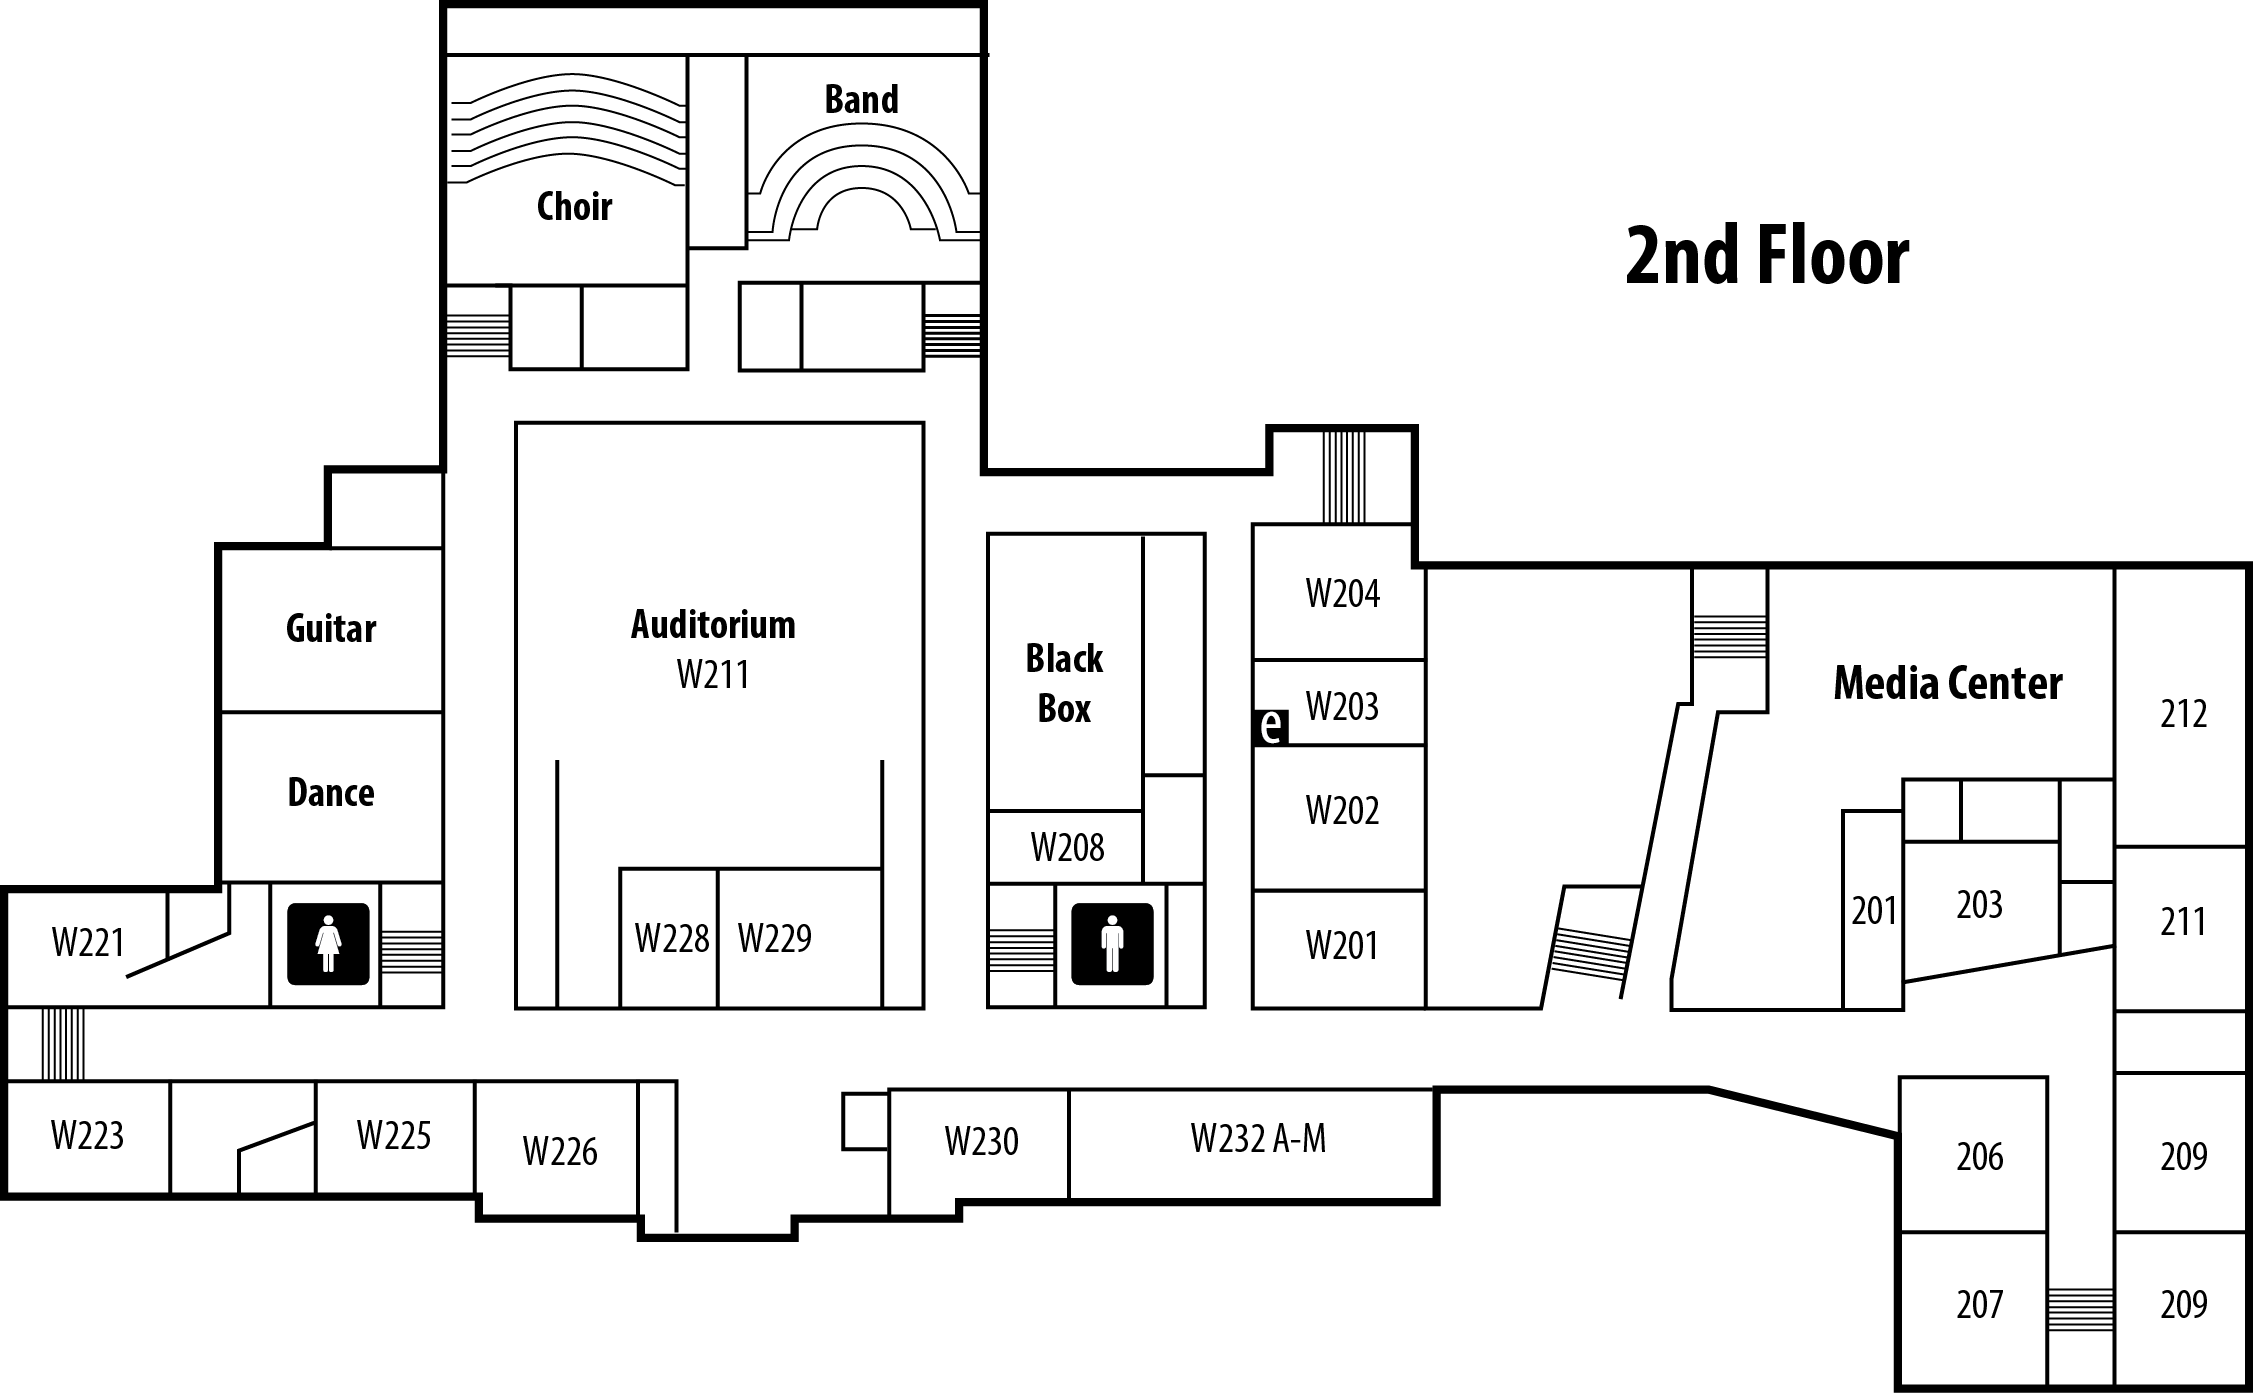 Band
Choir
2nd Floor
W204
Guitar
Auditorium
W211
Black
Box
W203
e
Media Center
212
Dance
W202
W208
W221
W228
W229
W201
201
203
211
W223
W225
W226
W230
W232 A-M
206
209
207
209